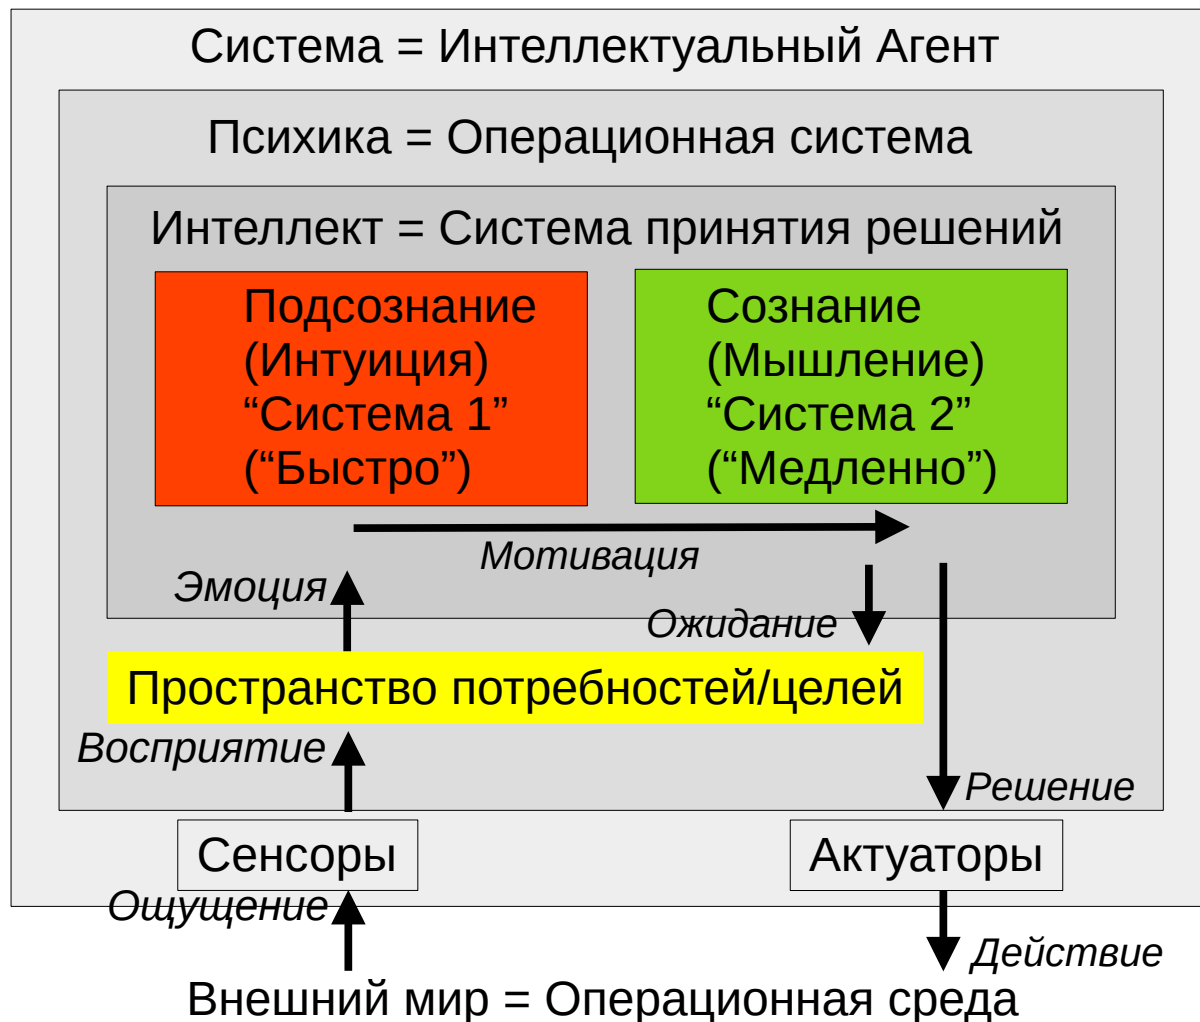 Система = Интеллектуальный Агент
Психика = Операционная система
Интеллект = Система принятия решений
Подсознание
(Интуиция)
“Система 1”
(“Быстро”)
Сознание
(Мышление)
“Система 2”
(“Медленно”)
Мотивация
Эмоция
Ожидание
Пространство потребностей/целей
Восприятие
Решение
Сенсоры
Актуаторы
Ощущение
Действие
Внешний мир = Операционная среда